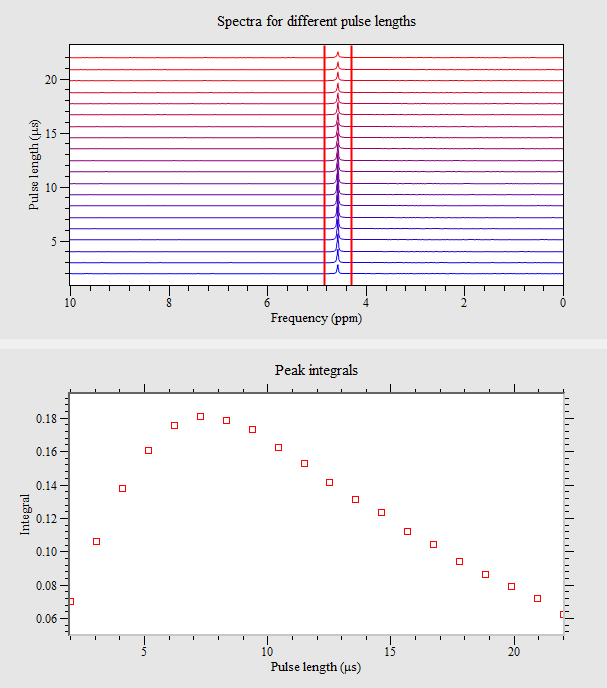 Spectra for different pulse lengths
20
15
10
5
Pulse length (μs)
10 8 6 4 2 0
Frequency (ppm)
Peak integrals
0.18
0.16
0.14
0.12
0.10
0.08
0.06
Integral
5 10 15 20
Pulse length (μs)